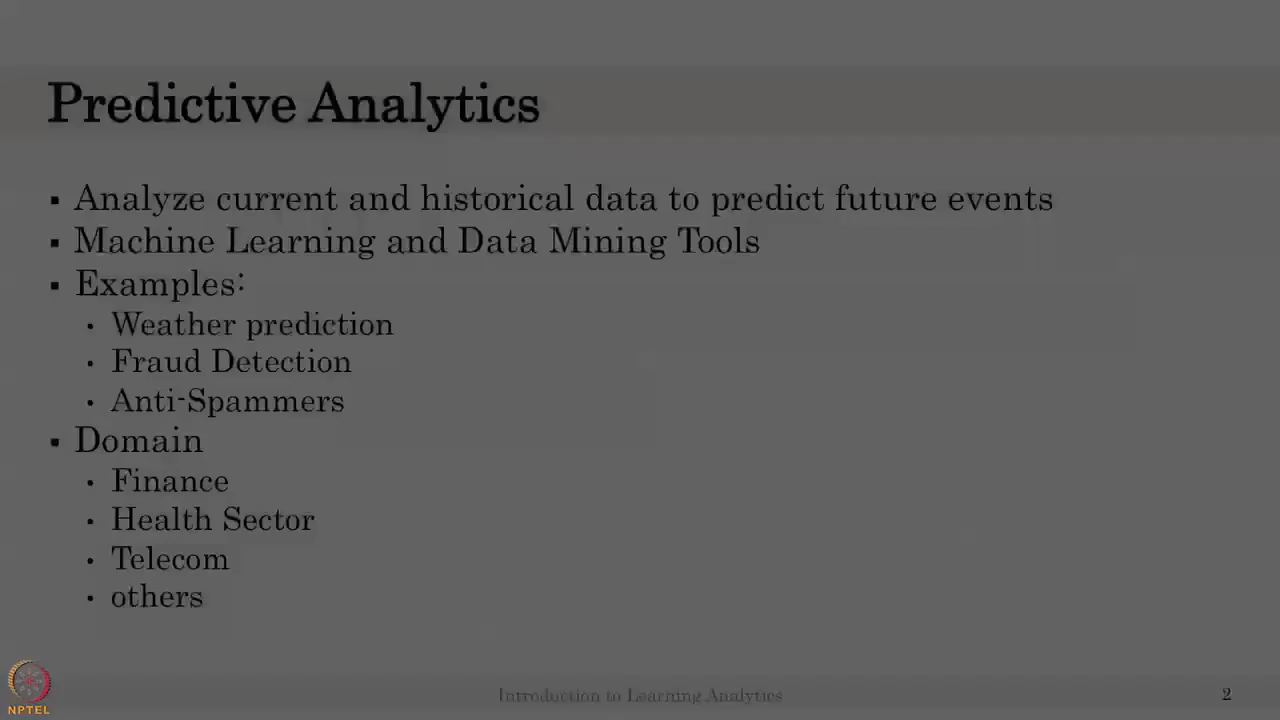 Predictive Analytics
▪ Analyze current and historical data to predict future events
▪ Machine Learning and Data Mining Tools
▪ Examples:
• Weather prediction
• Fraud Detection
• Anti-Spammers
▪ Domain
• Finance
• Health Sector
• Telecom
• others
NPTEL
Introduction to Learning Analytics
2